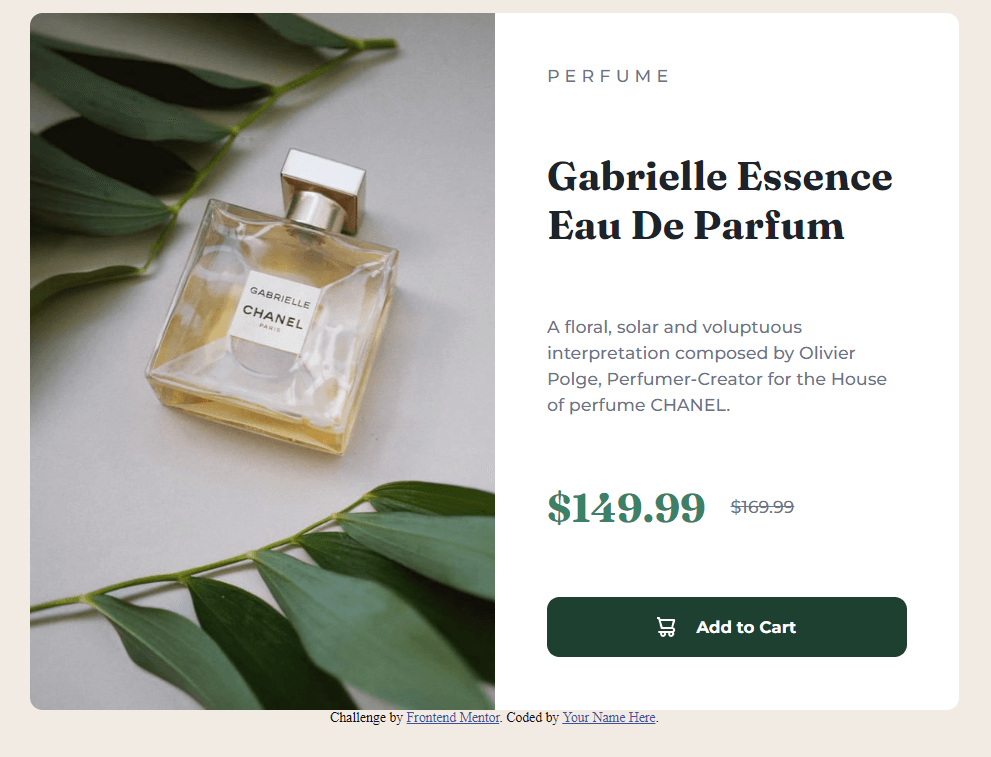 GABRIELLE
CHANEL
PARIS
PERFUME
Gabrielle Essence
Eau De Parfum
A floral, solar and voluptuous
interpretation composed by Olivier
Polge, Perfumer-Creator for the House
of perfume CHANEL.
$149.99 $169.99
Add to Cart
Challenge by Frontend Mentor. Coded by Your Name Here.